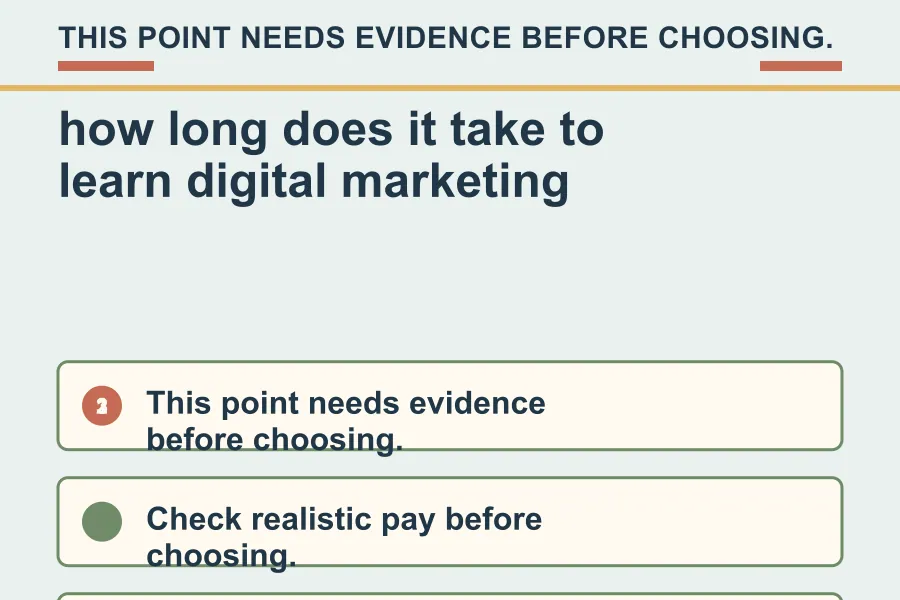 THIS POINT NEEDS EVIDENCE BEFORE CHOOSING.
how long does it take to
learn digital marketing
This point needs evidence
before choosing.
Check realistic pay before
choosing.